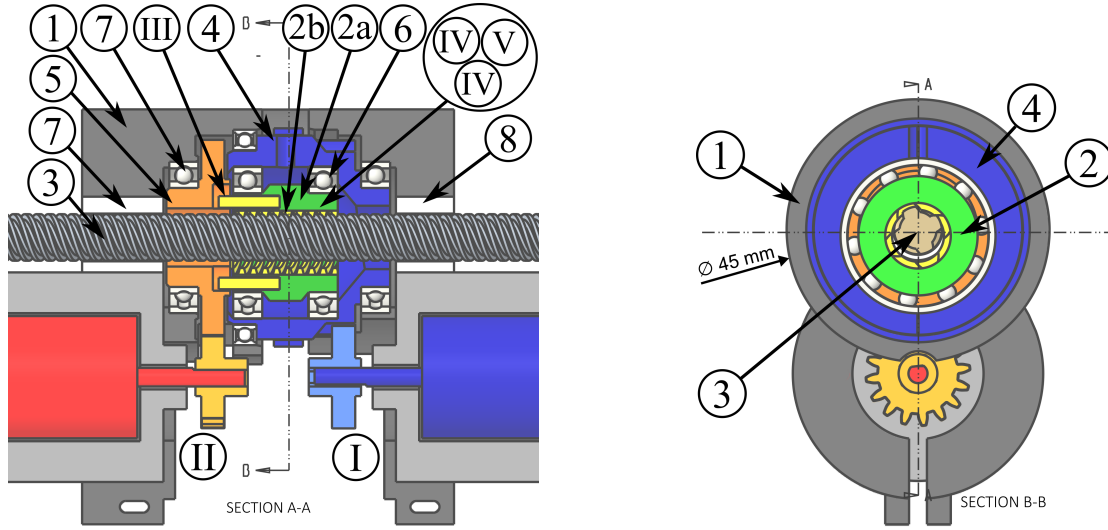 B
1 7 III 4 2b 2a 6 IV V
IV
5
8
7
3
II
I
B
SECTION A-A
A
4
1
2
Ø 45 mm
3
A
SECTION B-B